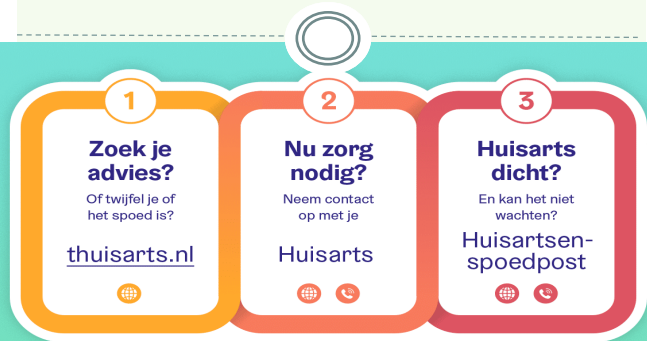 1
Zoek je
advies?
Of twijfel je of
het spoed is?
thuisarts.nl
2
Nu zorg
nodig?
Neem contact
op met je
Huisarts
3
Huisarts
dicht?
En kan het niet
wachten?
Huisartsen-
spoedpost